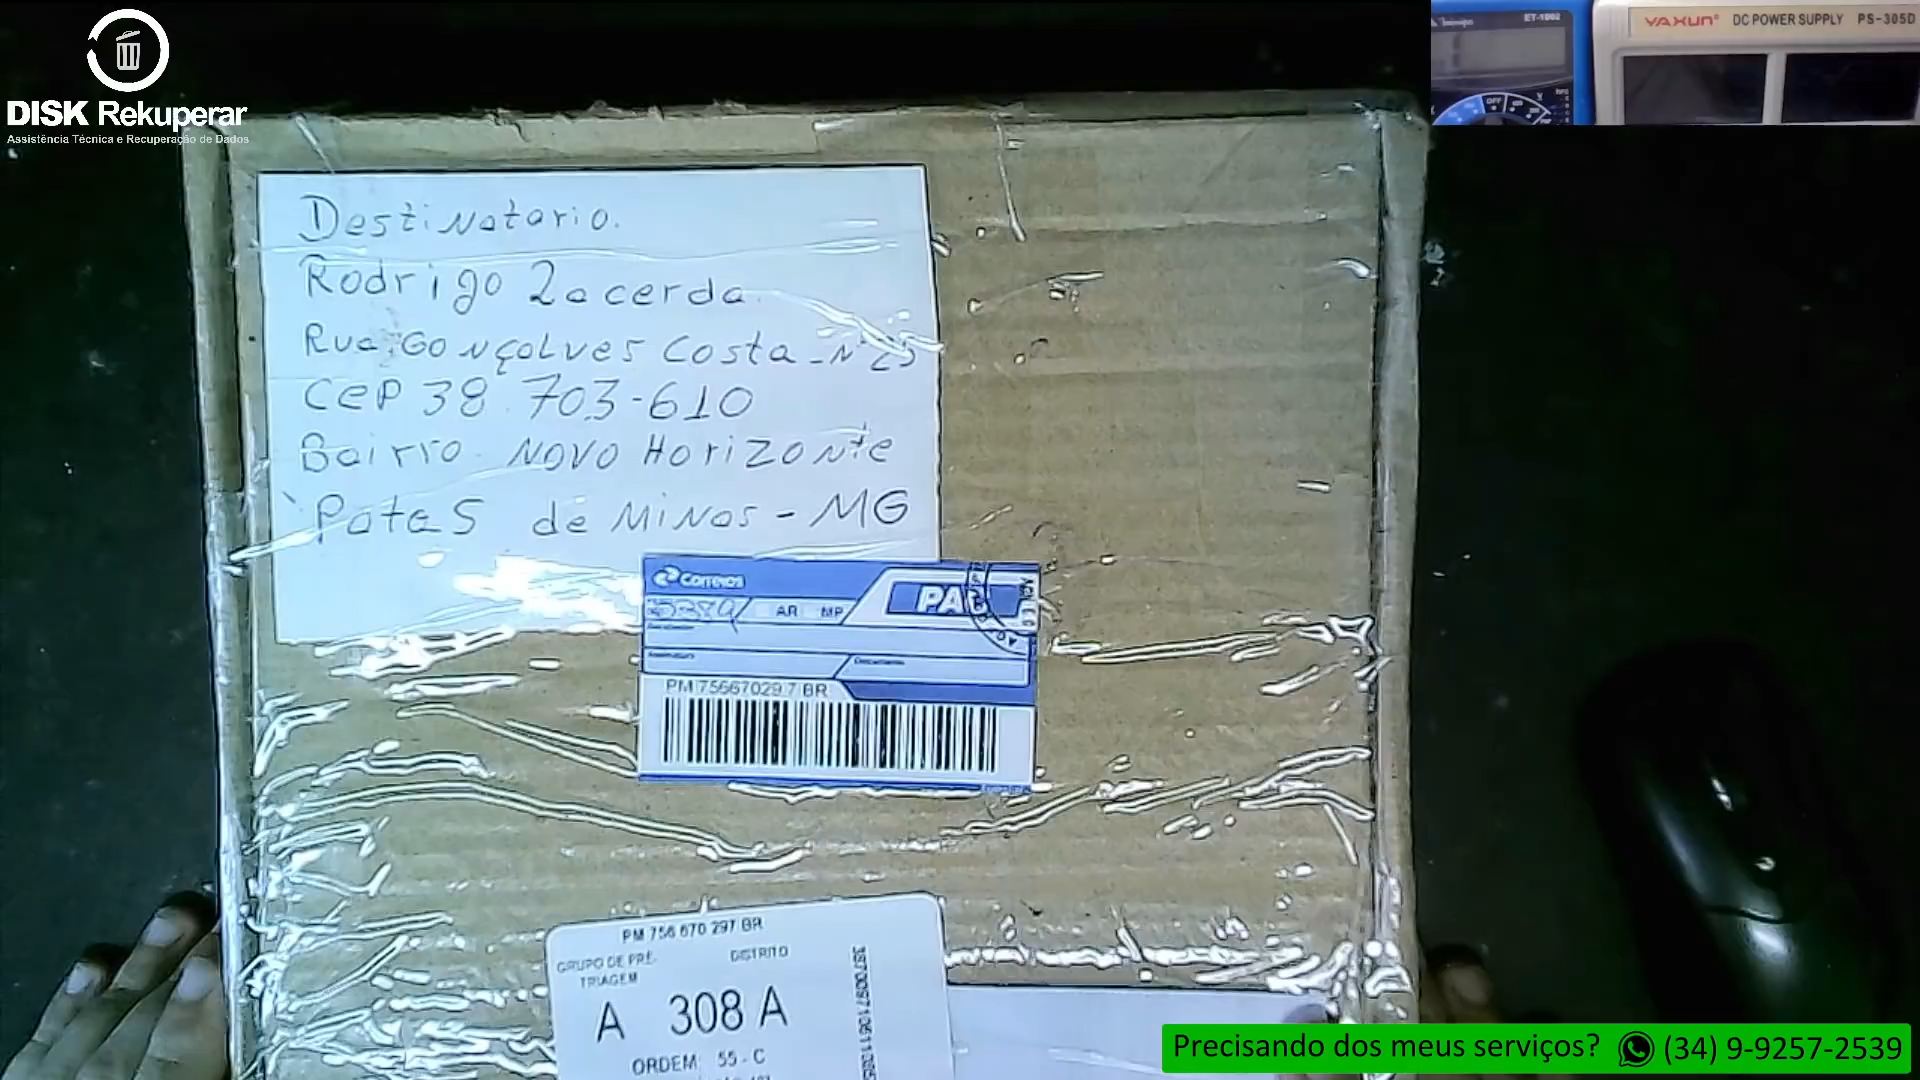 DISK Rekuperar
Assistência Técnica e Recuperação de Dados
ET-1002
YAXUN DC POWER SUPPLY PS-305D
OFF
Destinatario.
Rodrigo Lacerda
Rua Gonçolves Costa - Nº 25
CEP 38.703-610
Bairro Novo Horizonte
Patos de Minas - MG
Correios
PAC
AR MP
PM 75667029 7 BR
PM 756 670 297 BR
GRUPO DE PRÉ- DISTRITO
TRIAGEM
A 308 A
ORDEM: 55 - C
Precisando dos meus serviços? (34) 9-9257-2539